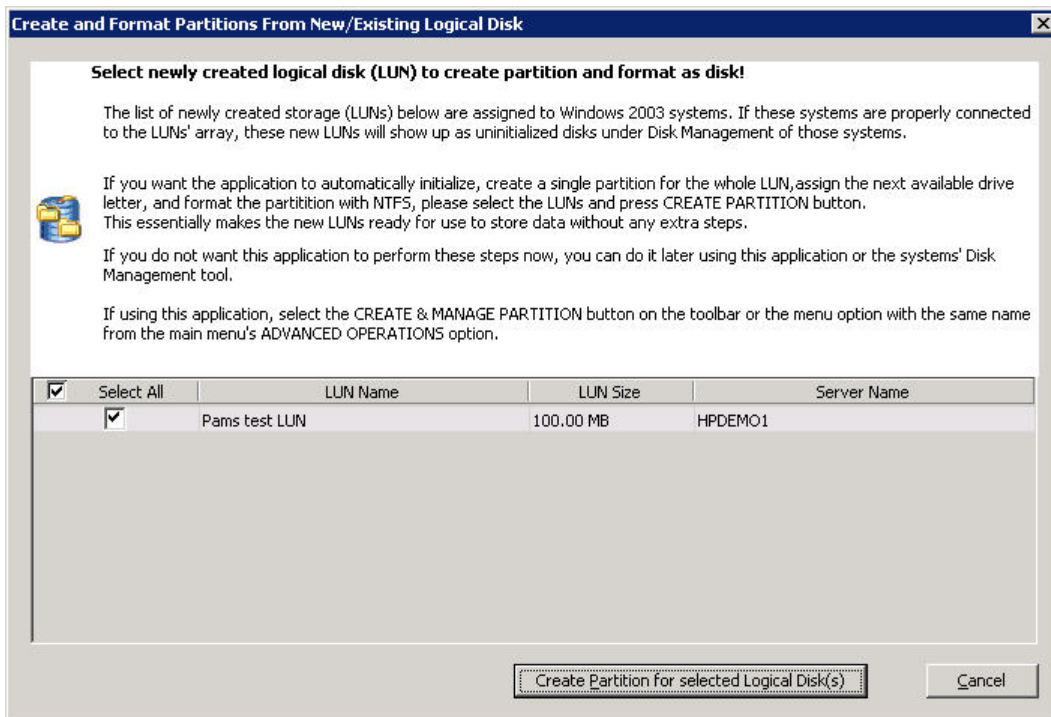 Create and Format Partitions From New/Existing Logical Disk
Select newly created logical disk (LUN) to create partition and format as disk!
The list of newly created storage (LUNs) below are assigned to Windows 2003 systems. If these systems are properly connected
to the LUNs' array, these new LUNs will show up as uninitialized disks under Disk Management of those systems.
If you want the application to automatically initialize, create a single partition for the whole LUN,assign the next available drive
letter, and format the partitition with NTFS, please select the LUNs and press CREATE PARTITION button.
This essentially makes the new LUNs ready for use to store data without any extra steps.
If you do not want this application to perform these steps now, you can do it later using this application or the systems' Disk
Management tool.
If using this application, select the CREATE & MANAGE PARTITION button on the toolbar or the menu option with the same name
from the main menu's ADVANCED OPERATIONS option.
Select All LUN Name LUN Size Server Name
Pams test LUN 100.00 MB HPDEMO1
Create Partition for selected Logical Disk(s) Cancel